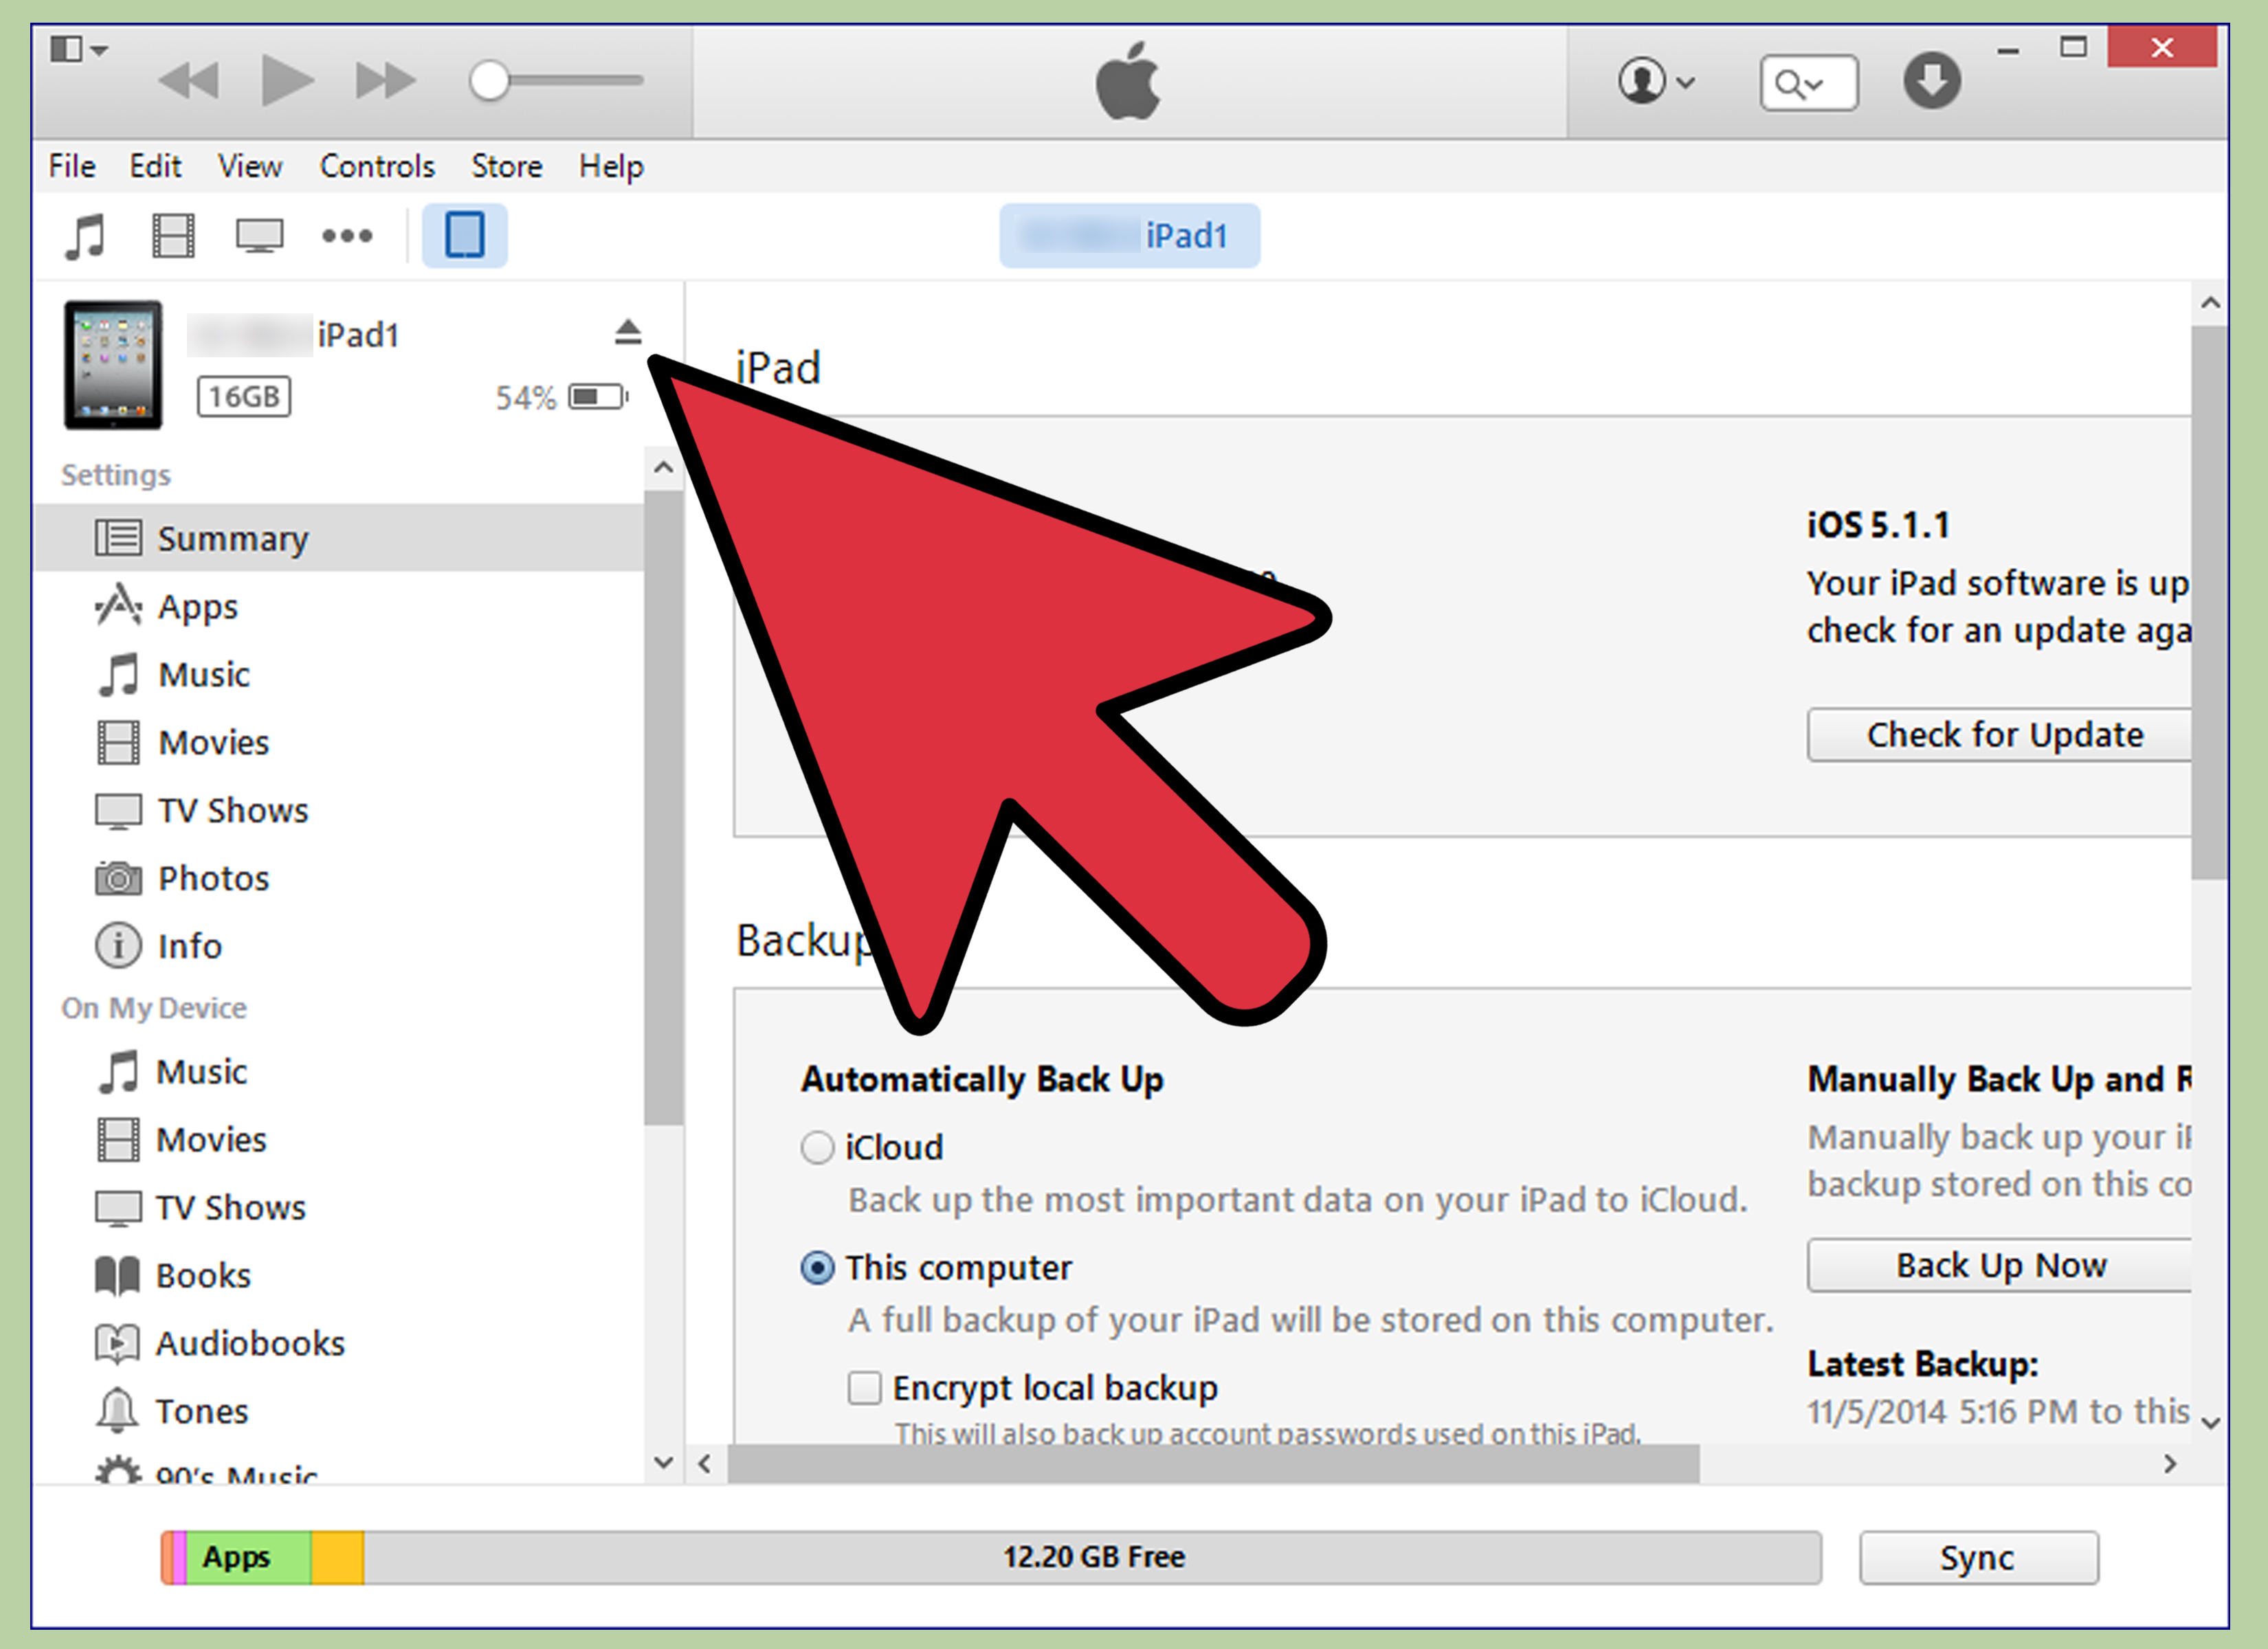 File Edit View Controls Store Help
iPad1
iPad1
16GB
54%
Settings
Summary
Apps
Music
Movies
TV Shows
Photos
Info
On My Device
Music
Movies
TV Shows
Books
Audiobooks
Tones
90's Music
iPad
iOS 5.1.1
Your iPad software is up
check for an update aga
Check for Update
Backup
Automatically Back Up
iCloud
Back up the most important data on your iPad to iCloud.
This computer
A full backup of your iPad will be stored on this computer.
Encrypt local backup
This will also back up account passwords used on this iPad.
Manually Back Up and R
Manually back up your iP
backup stored on this co
Back Up Now
Latest Backup:
11/5/2014 5:16 PM to this
Apps
12.20 GB Free
Sync